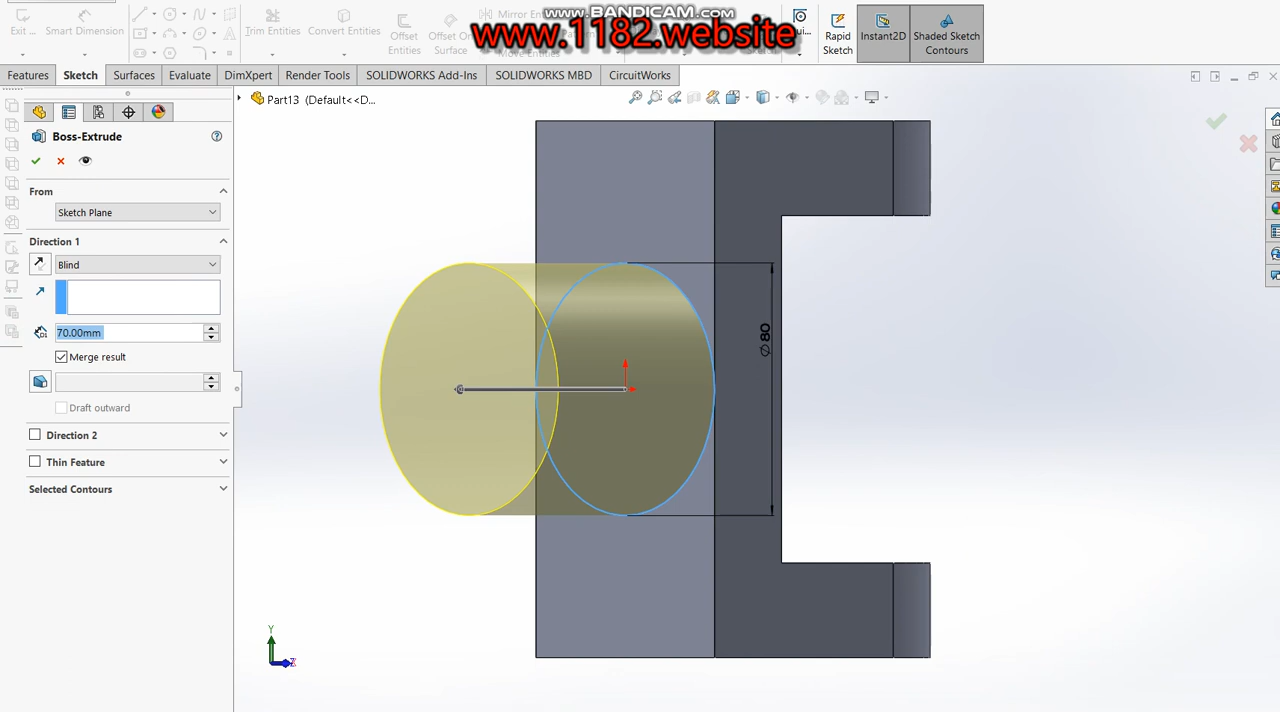 www.BANDICAM.com
www.1182.website
Exit ...
Smart Dimension
Trim Entities
Convert Entities
Offset Entities
Offset On Surface
Mirror Entities
Move Entities
Rapid Sketch
Instant2D
Shaded Sketch Contours
Features
Sketch
Surfaces
Evaluate
DimXpert
Render Tools
SOLIDWORKS Add-Ins
SOLIDWORKS MBD
CircuitWorks
Part13 (Default<<D...
Boss-Extrude
From
Sketch Plane
Direction 1
Blind
70.00mm
Merge result
Draft outward
Direction 2
Thin Feature
Selected Contours
Ø 80
Y
Z